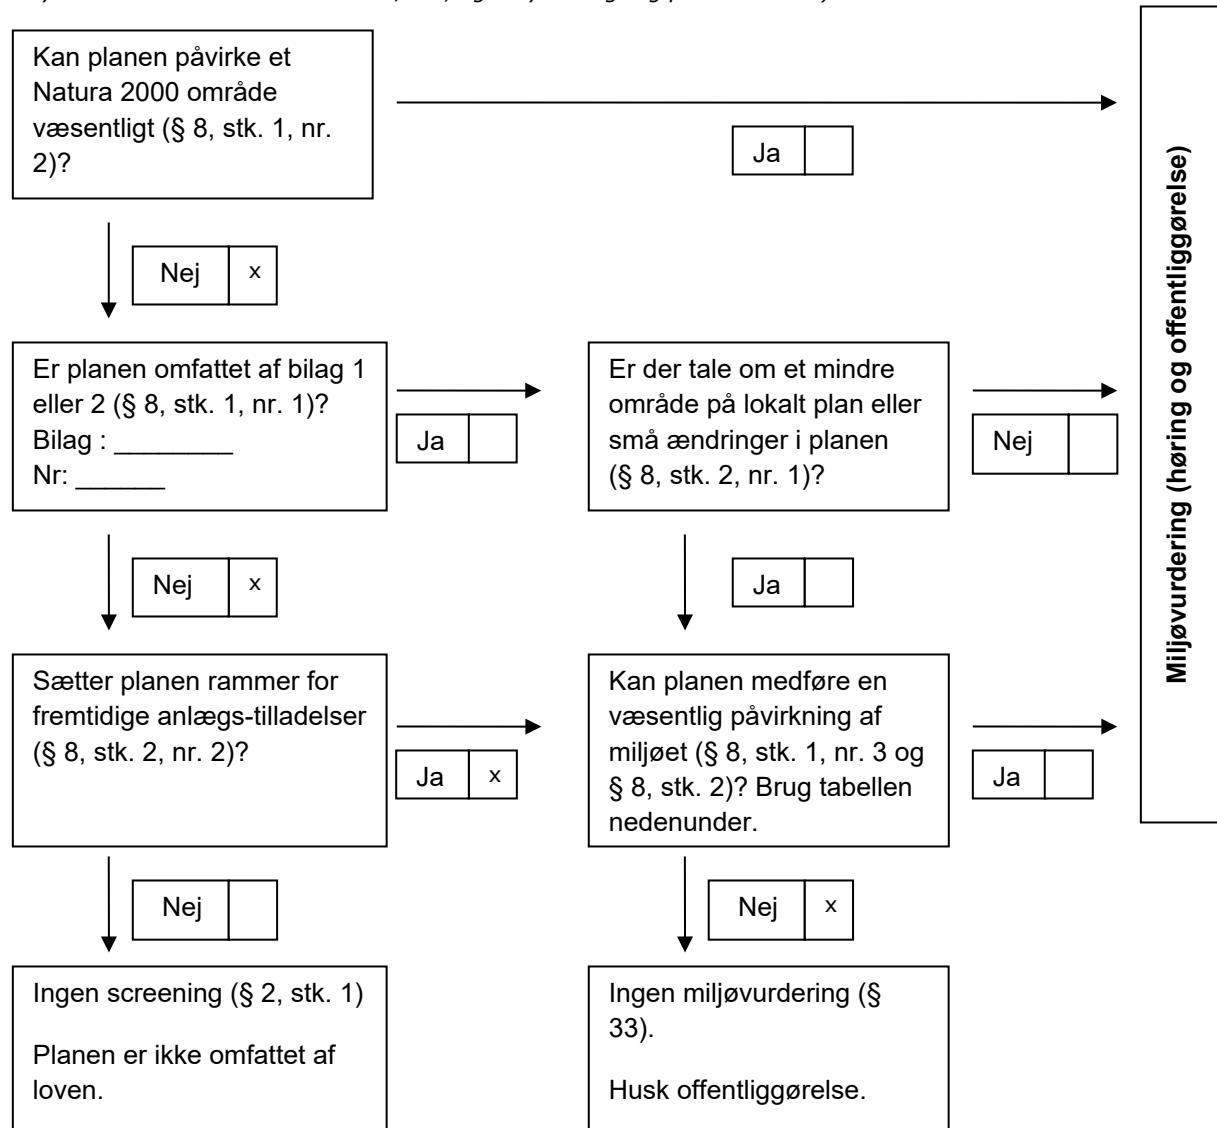 Kan planen påvirke et
Natura 2000 område
væsentligt (§ 8, stk. 1, nr.
2)?
Ja
Nej x
Er planen omfattet af bilag 1
eller 2 (§ 8, stk. 1, nr. 1)?
Bilag : ________
Nr: ______
Ja
Er der tale om et mindre
område på lokalt plan eller
små ændringer i planen
(§ 8, stk. 2, nr. 1)?
Nej
Nej x
Ja
Sætter planen rammer for
fremtidige anlægs-tilladelser
(§ 8, stk. 2, nr. 2)?
Ja x
Kan planen medføre en
væsentlig påvirkning af
miljøet (§ 8, stk. 1, nr. 3 og
§ 8, stk. 2)? Brug tabellen
nedenunder.
Ja
Nej
Nej x
Ingen screening (§ 2, stk. 1)
Planen er ikke omfattet af
loven.
Ingen miljøvurdering (§
33).
Husk offentliggørelse.
Miljøvurdering (høring og offentliggørelse)